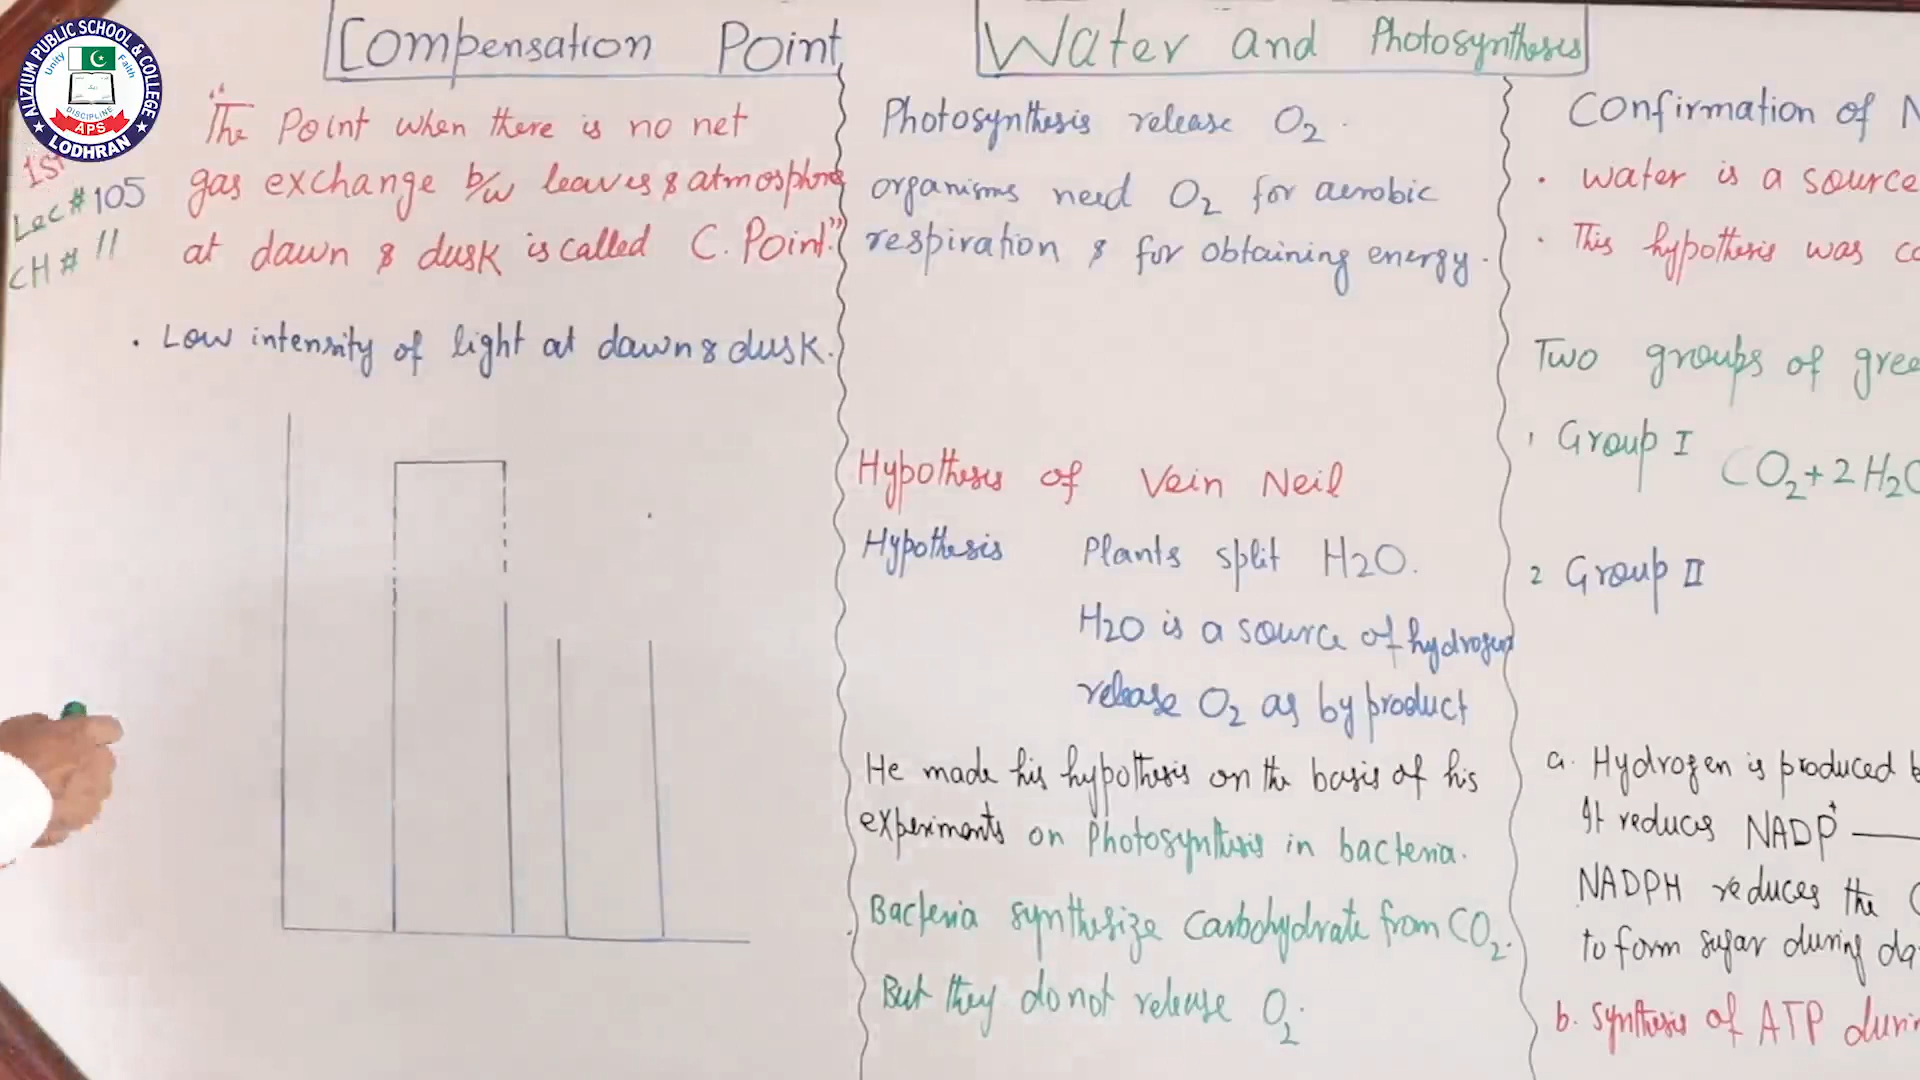 ALIZIUM PUBLIC SCHOOL & COLLEGE
Unity Faith
DISCIPLINE
APS
LODHRAN
1st
Lec # 105
CH # 11
Compensation Point
"The Point when there is no net
gas exchange b/w leaves & atmosphere
at dawn & dusk is called C. Point."
. Low intensity of light at dawn & dusk.
Water and Photosynthesis
Photosynthesis release O2.
organisms need O2 for aerobic
respiration & for obtaining energy.
Hypothesis of Vein Neil
Hypothesis Plants split H2O.
H2O is a source of hydrogen
release O2 as by product
He made his hypothesis on the basis of his
experiments on Photosynthesis in bacteria.
Bacteria synthesize Carbohydrate from CO2.
But they do not release O2.
Confirmation of
. water is a source
. This hypothesis was
Two groups of
1 Group I CO2 + 2H2O
2 Group II
a. Hydrogen is produced
It reduces NADP+
NADPH reduces the
to form sugar during
b. Synthesis of ATP